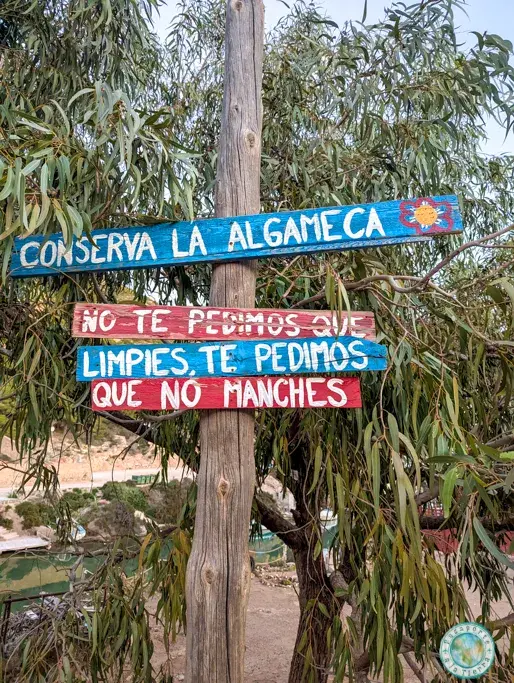 CONSERVA LA ALGAMECA
NO TE PEDIMOS QUE
LIMPIES, TE PEDIMOS
QUE NO MANCHES